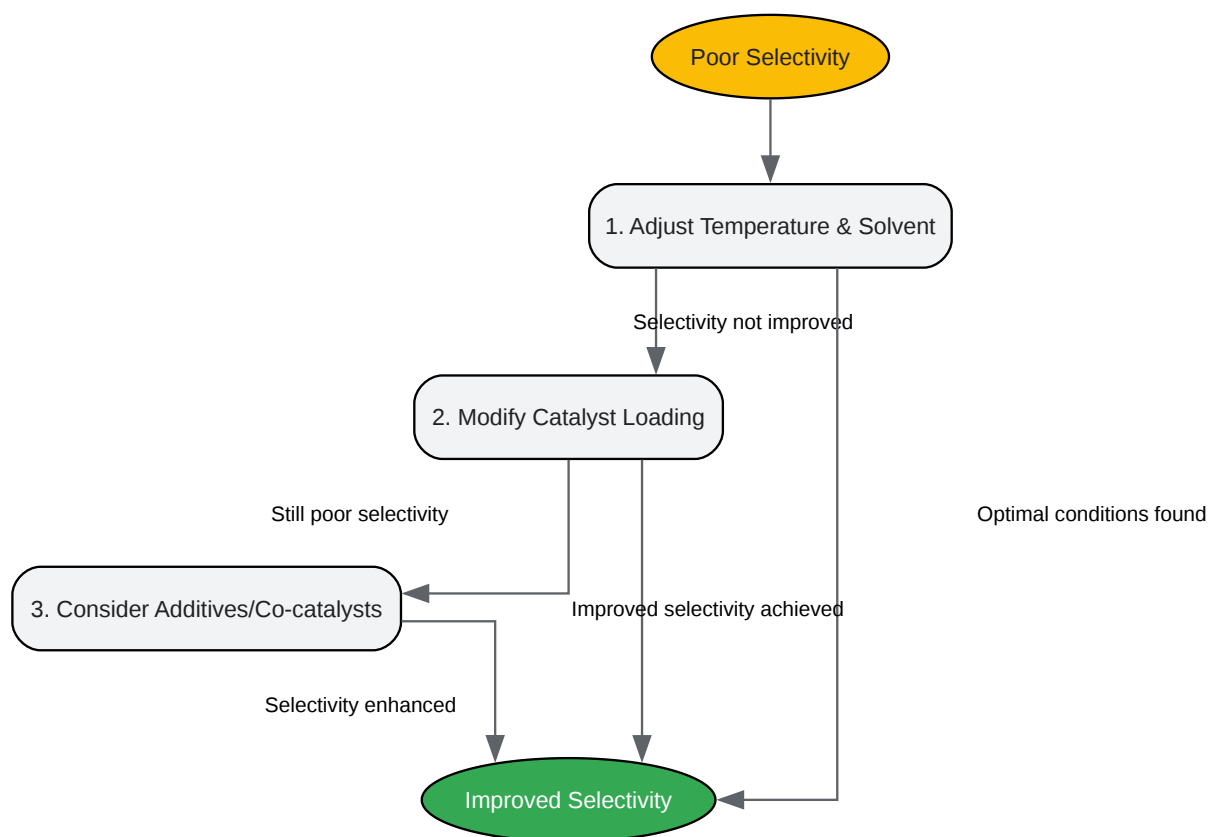 Poor Selectivity
1. Adjust Temperature & Solvent
Selectivity not improved
2. Modify Catalyst Loading
Still poor selectivity
Optimal conditions found
3. Consider Additives/Co-catalysts
Improved selectivity achieved
Selectivity enhanced
Improved Selectivity